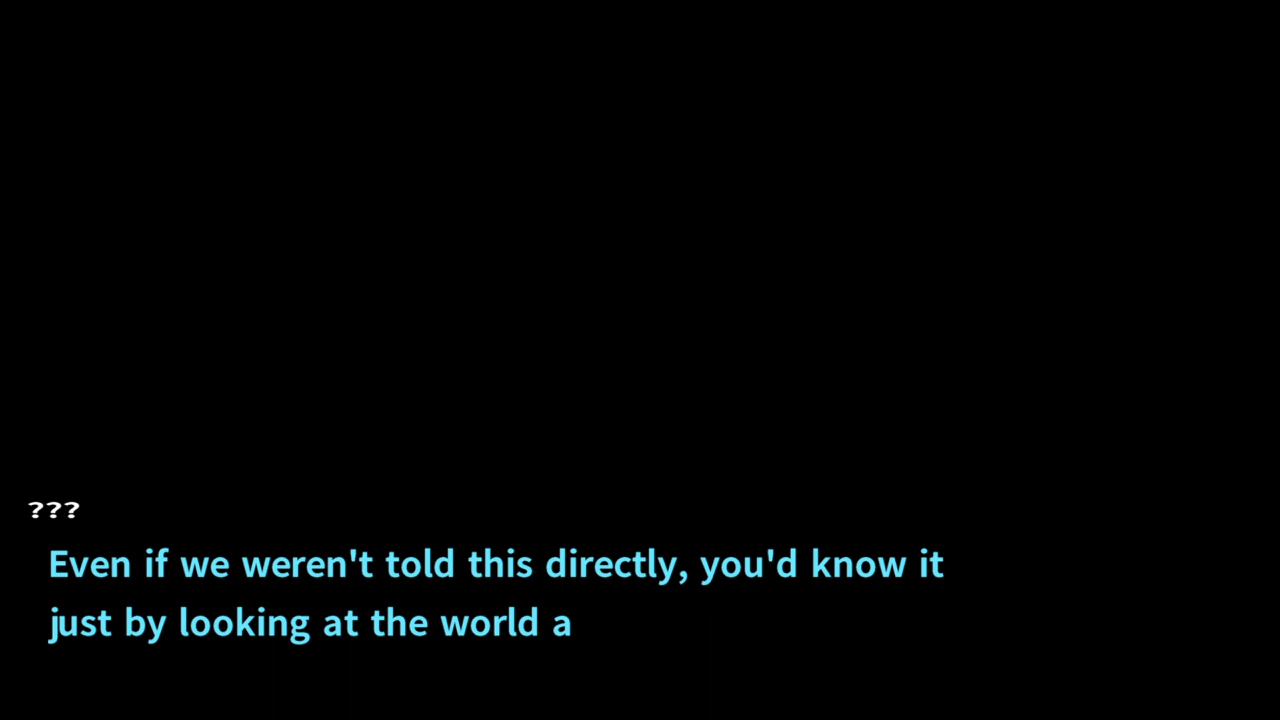 ???
Even if we weren't told this directly, you'd know it
just by looking at the world a